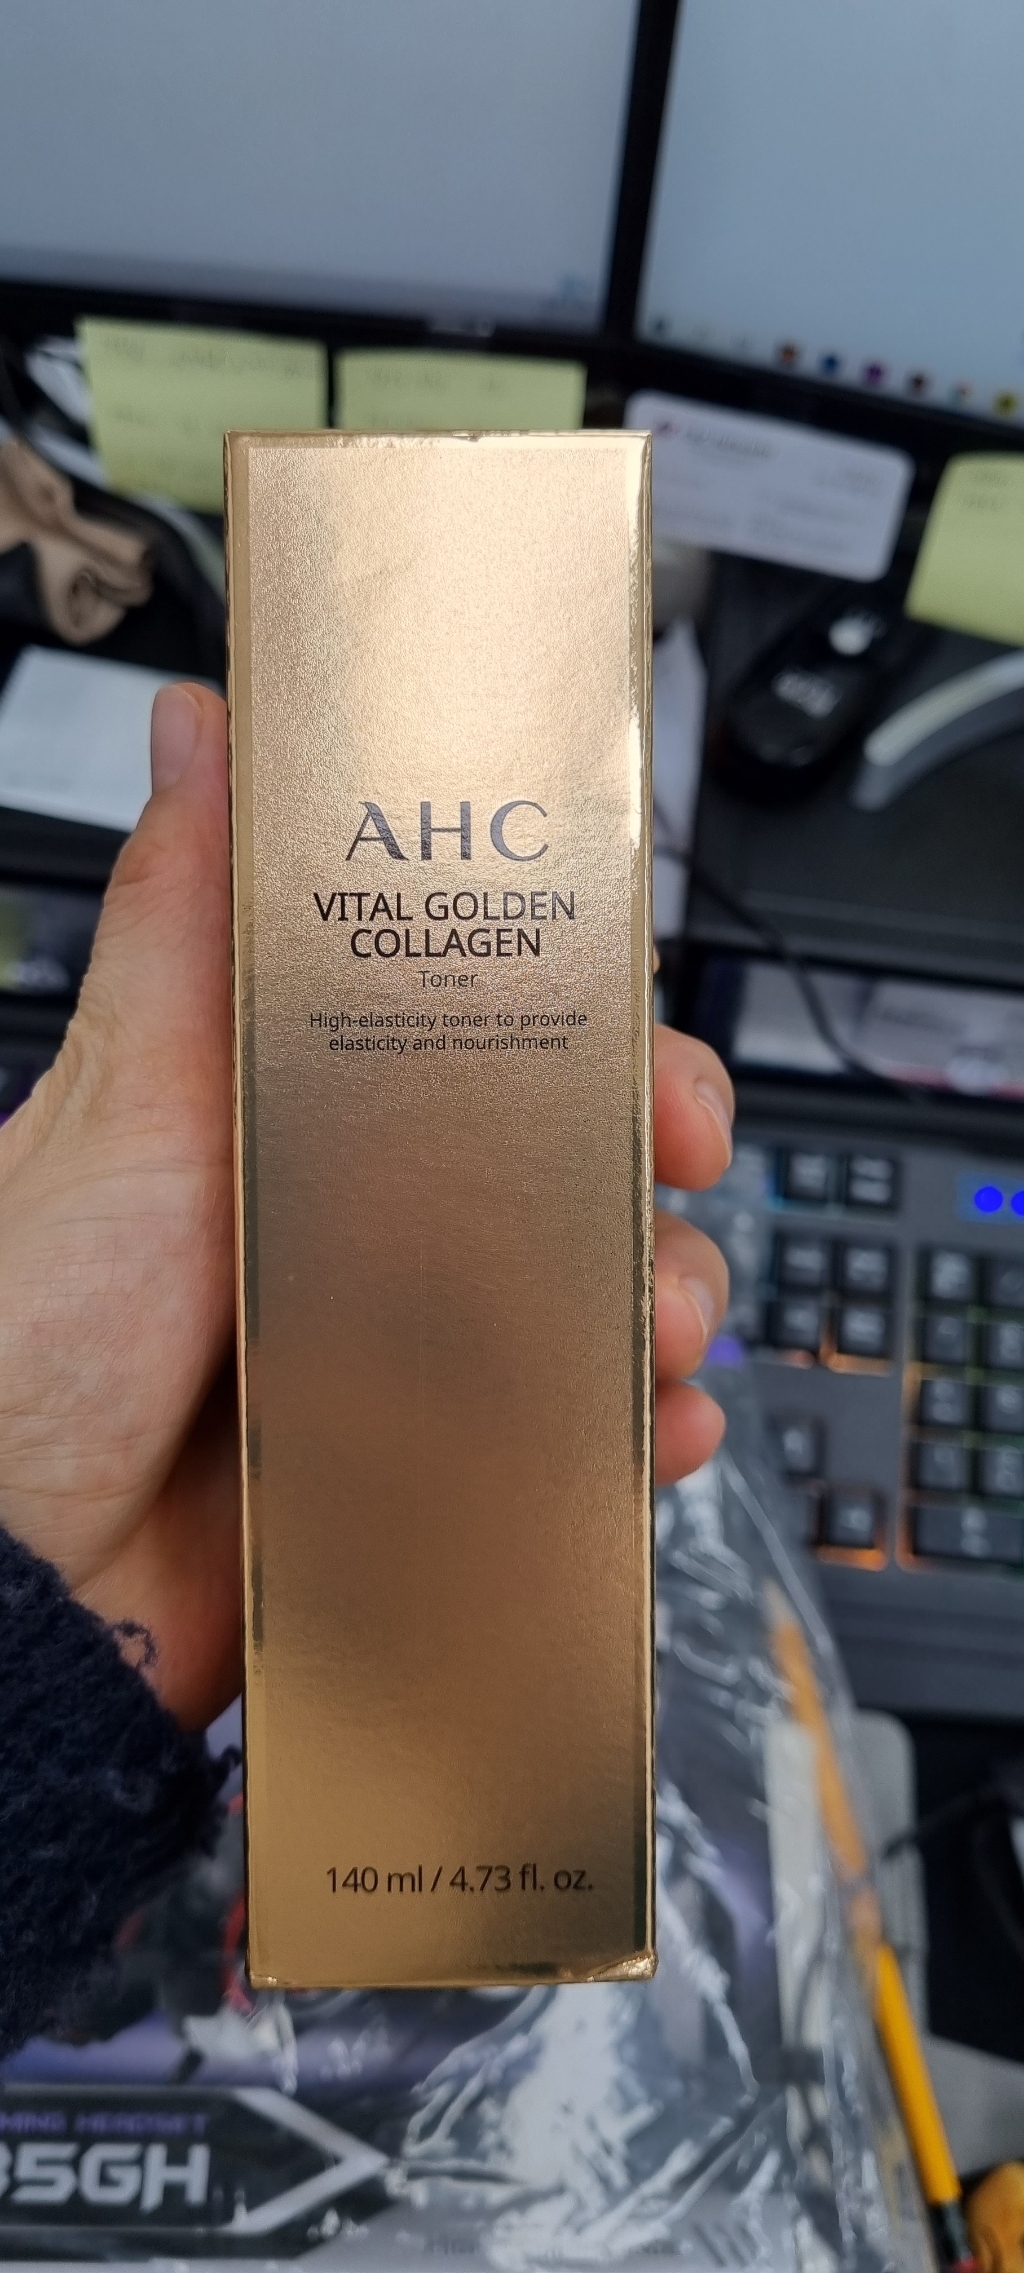 AHC
VITAL GOLDEN
COLLAGEN
Toner
High-elasticity toner to provide
elasticity and nourishment
140 ml / 4.73 fl. oz.
HEADSET
35GH